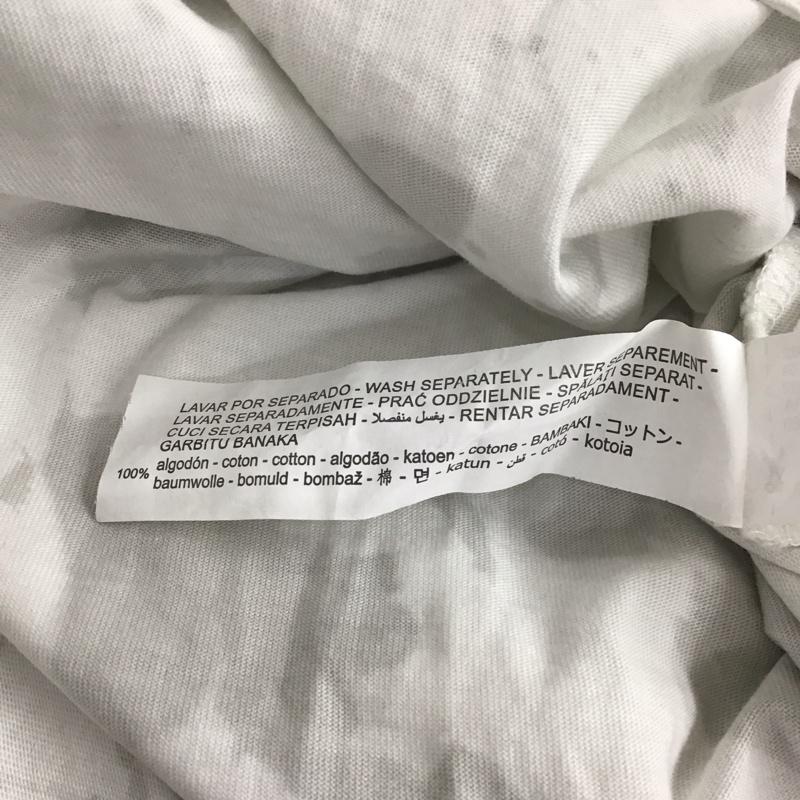 LAVAR POR SEPARADO - WASH SEPARATELY - LAVER SEPAREMENT -
LAVAR SEPARADAMENTE - PRAĆ ODDZIELNIE - SPĂLAȚI SEPARAT -
CUCI SECARA TERPISAH - يغسل منفصلا - RENTAR SEPARADAMENT -
GARBITU BANAKA
100% algodón - coton - cotton - algodão - katoen - cotone - BAMBAKI - コットン -
baumwolle - bomuld - bombaž - 棉 - 면 - katun - قطن - cotó - kotoia